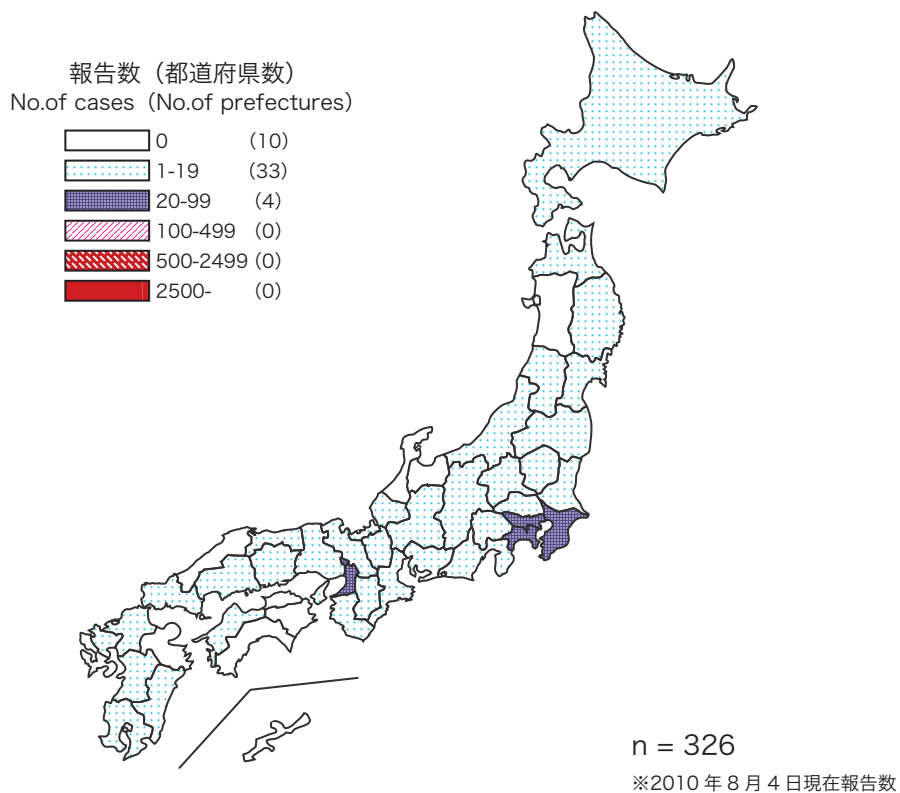 報告数（都道府県数）
No.of cases（No.of prefectures）
0 （10）
1-19 （33）
20-99 （4）
100-499 （0）
500-2499 （0）
2500- （0）
n = 326
※2010 年 8 月 4 日現在報告数